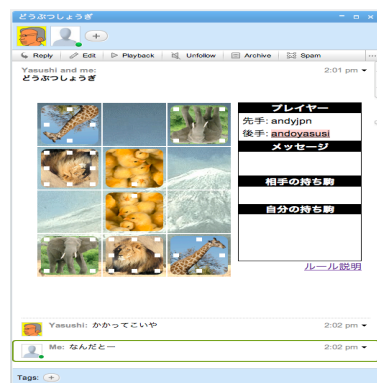 どうぶつしょうぎ
Reply Edit Playback Unfollow Archive Spam
Yasushi and me: 2:01 pm
どうぶつしょうぎ
プレイヤー
先手: andyjpn
後手: andoyasusi
メッセージ
相手の持ち駒
自分の持ち駒
ルール説明
Yasushi: かかってこいや 2:02 pm
Me: なんだとー 2:02 pm
Tags: